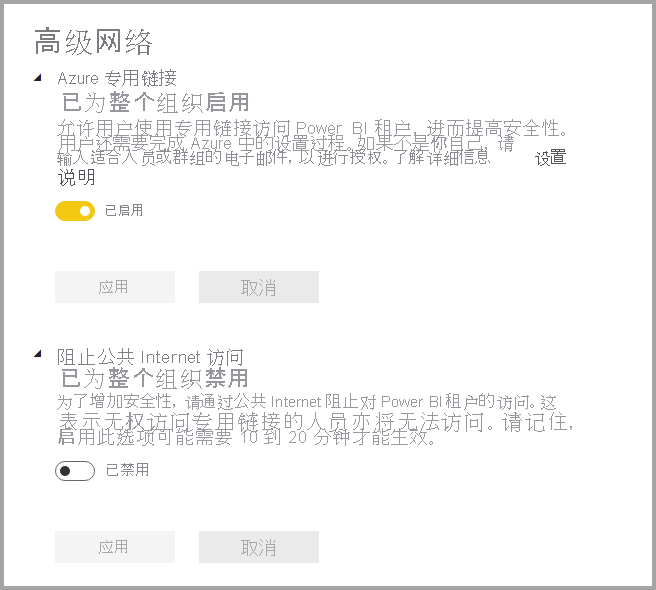 高级网络
Azure 专用链接
已为整个组织启用
允许用户使用专用链接访问 Power BI 租户，进而提高安全性。
用户还需要完成 Azure 中的设置过程。如果不是你自己，请
输入适合人员或群组的电子邮件，以进行授权。了解详细信息 设置
说明
已启用
应用 取消
阻止公共 Internet 访问
已为整个组织禁用
为了增加安全性，请通过公共 Internet 阻止对 Power BI 租户的访问。这
表示无权访问专用链接的人员亦将无法访问。请记住，
启用此选项可能需要 10 到 20 分钟才能生效。
已禁用
应用 取消